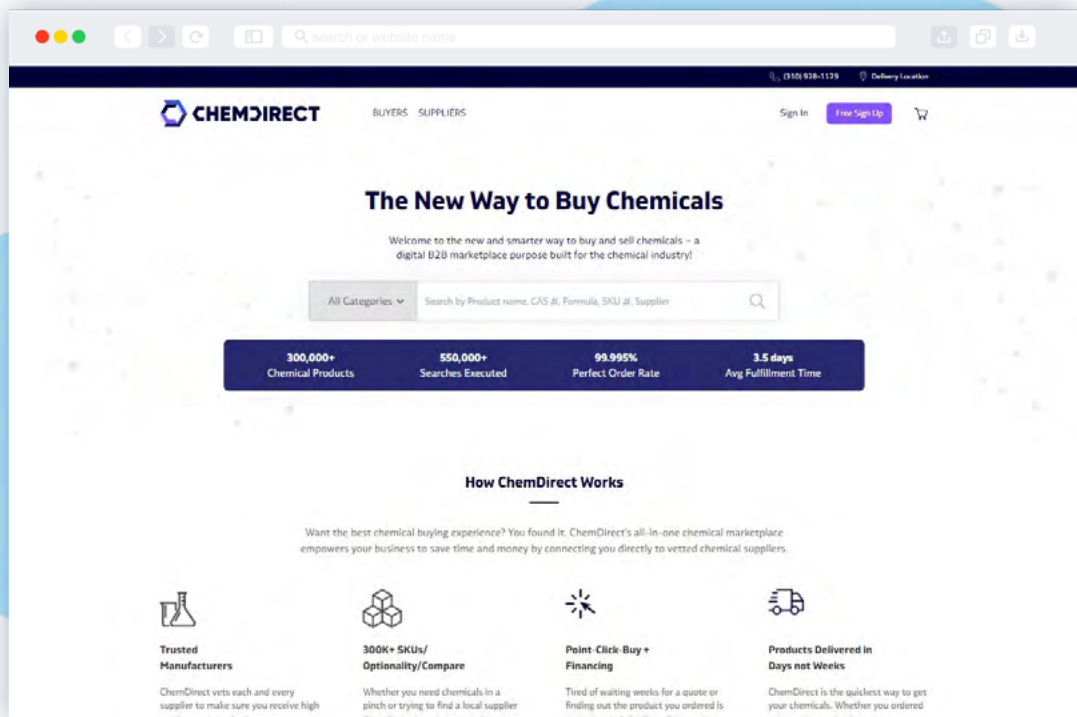 search or website name
(310) 928-1129 Delivery Location
CHEMDIRECT BUYERS SUPPLIERS Sign In Free Sign Up
The New Way to Buy Chemicals
Welcome to the new and smarter way to buy and sell chemicals – a
digital B2B marketplace purpose built for the chemical industry!
All Categories Search by Product name, CAS #, Formula, SKU #, Supplier
300,000+ 550,000+ 99.995% 3.5 days
Chemical Products Searches Executed Perfect Order Rate Avg Fulfillment Time
How ChemDirect Works
Want the best chemical buying experience? You found it. ChemDirect's all-in-one chemical marketplace
empowers your business to save time and money by connecting you directly to vetted chemical suppliers.
Trusted
Manufacturers
ChemDirect vets each and every
supplier to make sure you receive high
300K+ SKUs/
Optionality/Compare
Whether you need chemicals in a
pinch or trying to find a local supplier
Point-Click-Buy +
Financing
Tired of waiting weeks for a quote or
finding out the product you ordered is
Products Delivered in
Days not Weeks
ChemDirect is the quickest way to get
your chemicals. Whether you ordered